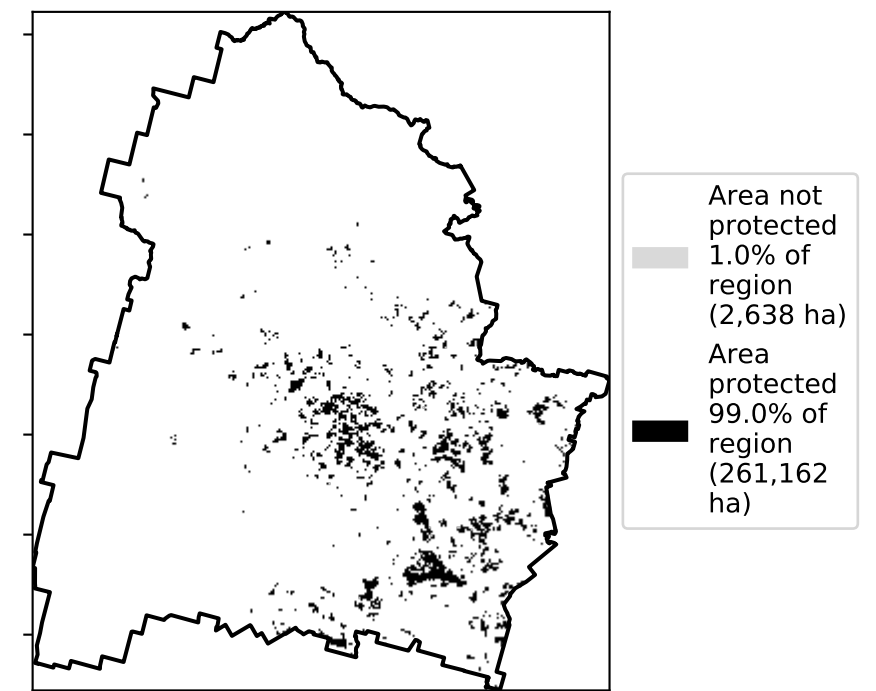 Area not
protected
1.0% of
region
(2,638 ha)
Area
protected
99.0% of
region
(261,162
ha)